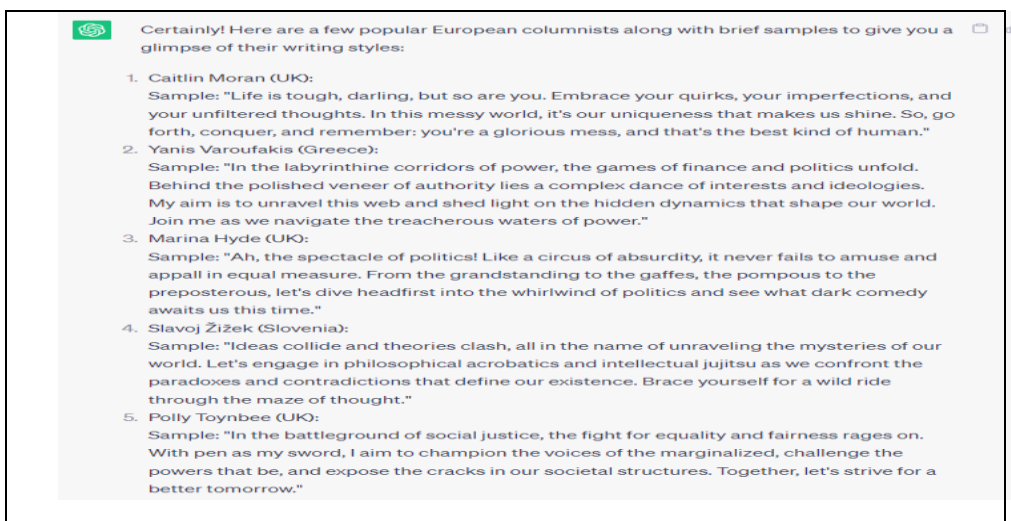 Certainly! Here are a few popular European columnists along with brief samples to give you a
glimpse of their writing styles:
1. Caitlin Moran (UK):
Sample: "Life is tough, darling, but so are you. Embrace your quirks, your imperfections, and
your unfiltered thoughts. In this messy world, it's our uniqueness that makes us shine. So, go
forth, conquer, and remember: you're a glorious mess, and that's the best kind of human."
2. Yanis Varoufakis (Greece):
Sample: "In the labyrinthine corridors of power, the games of finance and politics unfold.
Behind the polished veneer of authority lies a complex dance of interests and ideologies.
My aim is to unravel this web and shed light on the hidden dynamics that shape our world.
Join me as we navigate the treacherous waters of power."
3. Marina Hyde (UK):
Sample: "Ah, the spectacle of politics! Like a circus of absurdity, it never fails to amuse and
appall in equal measure. From the grandstanding to the gaffes, the pompous to the
preposterous, let's dive headfirst into the whirlwind of politics and see what dark comedy
awaits us this time."
4. Slavoj Žižek (Slovenia):
Sample: "Ideas collide and theories clash, all in the name of unraveling the mysteries of our
world. Let's engage in philosophical acrobatics and intellectual jujitsu as we confront the
paradoxes and contradictions that define our existence. Brace yourself for a wild ride
through the maze of thought."
5. Polly Toynbee (UK):
Sample: "In the battleground of social justice, the fight for equality and fairness rages on.
With pen as my sword, I aim to champion the voices of the marginalized, challenge the
powers that be, and expose the cracks in our societal structures. Together, let's strive for a
better tomorrow."